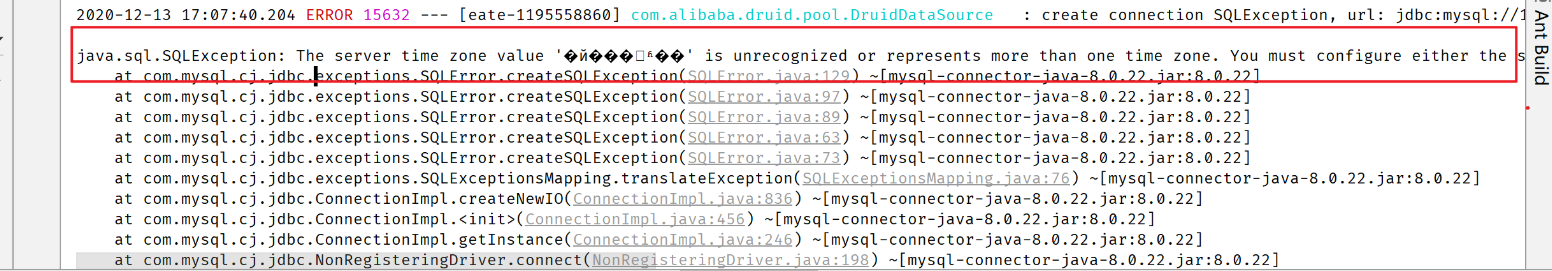 2020-12-13 17:07:40.204 ERROR 15632 --- [eate-1195558860] com.alibaba.druid.pool.DruidDataSource   : create connection SQLException, url: jdbc:mysql://1
java.sql.SQLException: The server time zone value '�й���׼ʱ��' is unrecognized or represents more than one time zone. You must configure either the s
at com.mysql.cj.jdbc.exceptions.SQLError.createSQLException(SQLError.java:129) ~[mysql-connector-java-8.0.22.jar:8.0.22]
at com.mysql.cj.jdbc.exceptions.SQLError.createSQLException(SQLError.java:97) ~[mysql-connector-java-8.0.22.jar:8.0.22]
at com.mysql.cj.jdbc.exceptions.SQLError.createSQLException(SQLError.java:89) ~[mysql-connector-java-8.0.22.jar:8.0.22]
at com.mysql.cj.jdbc.exceptions.SQLError.createSQLException(SQLError.java:63) ~[mysql-connector-java-8.0.22.jar:8.0.22]
at com.mysql.cj.jdbc.exceptions.SQLError.createSQLException(SQLError.java:73) ~[mysql-connector-java-8.0.22.jar:8.0.22]
at com.mysql.cj.jdbc.exceptions.SQLExceptionsMapping.translateException(SQLExceptionsMapping.java:76) ~[mysql-connector-java-8.0.22.jar:8.0.22]
at com.mysql.cj.jdbc.ConnectionImpl.createNewIO(ConnectionImpl.java:836) ~[mysql-connector-java-8.0.22.jar:8.0.22]
at com.mysql.cj.jdbc.ConnectionImpl.<init>(ConnectionImpl.java:456) ~[mysql-connector-java-8.0.22.jar:8.0.22]
at com.mysql.cj.jdbc.ConnectionImpl.getInstance(ConnectionImpl.java:246) ~[mysql-connector-java-8.0.22.jar:8.0.22]
at com.mysql.cj.jdbc.NonRegisteringDriver.connect(NonRegisteringDriver.java:198) ~[mysql-connector-java-8.0.22.jar:8.0.22]
Ant Build